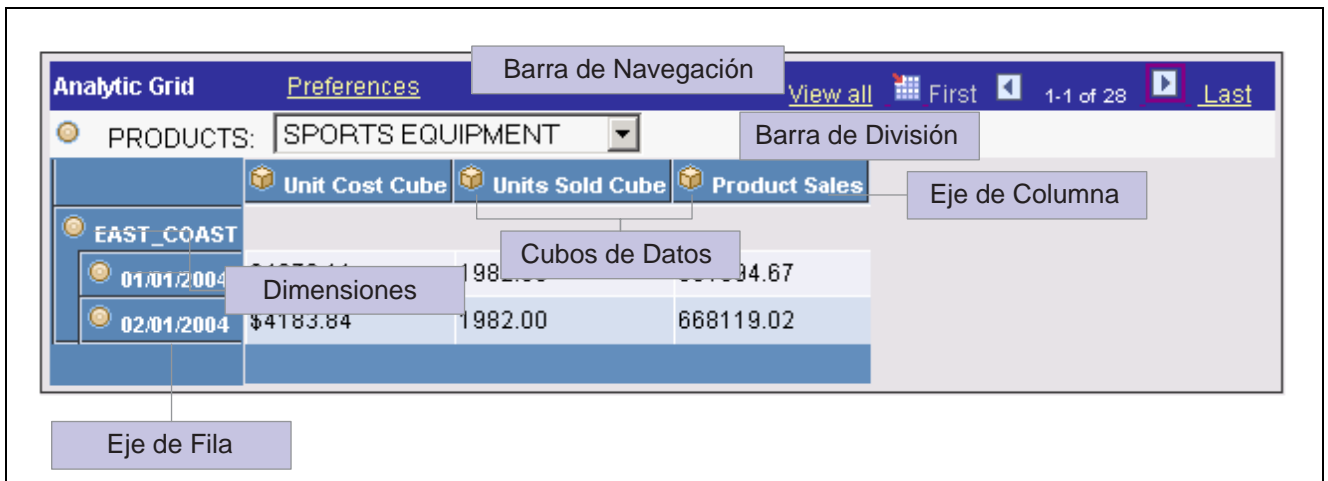 Analytic Grid Preferences Barra de Navegación View all First 1-1 of 28 Last
PRODUCTS: SPORTS EQUIPMENT Barra de División
Unit Cost Cube Units Sold Cube Product Sales Eje de Columna
EAST_COAST
Cubos de Datos
01/01/2004
Dimensiones
02/01/2004 $4183.84 1982.00 668119.02
Eje de Fila